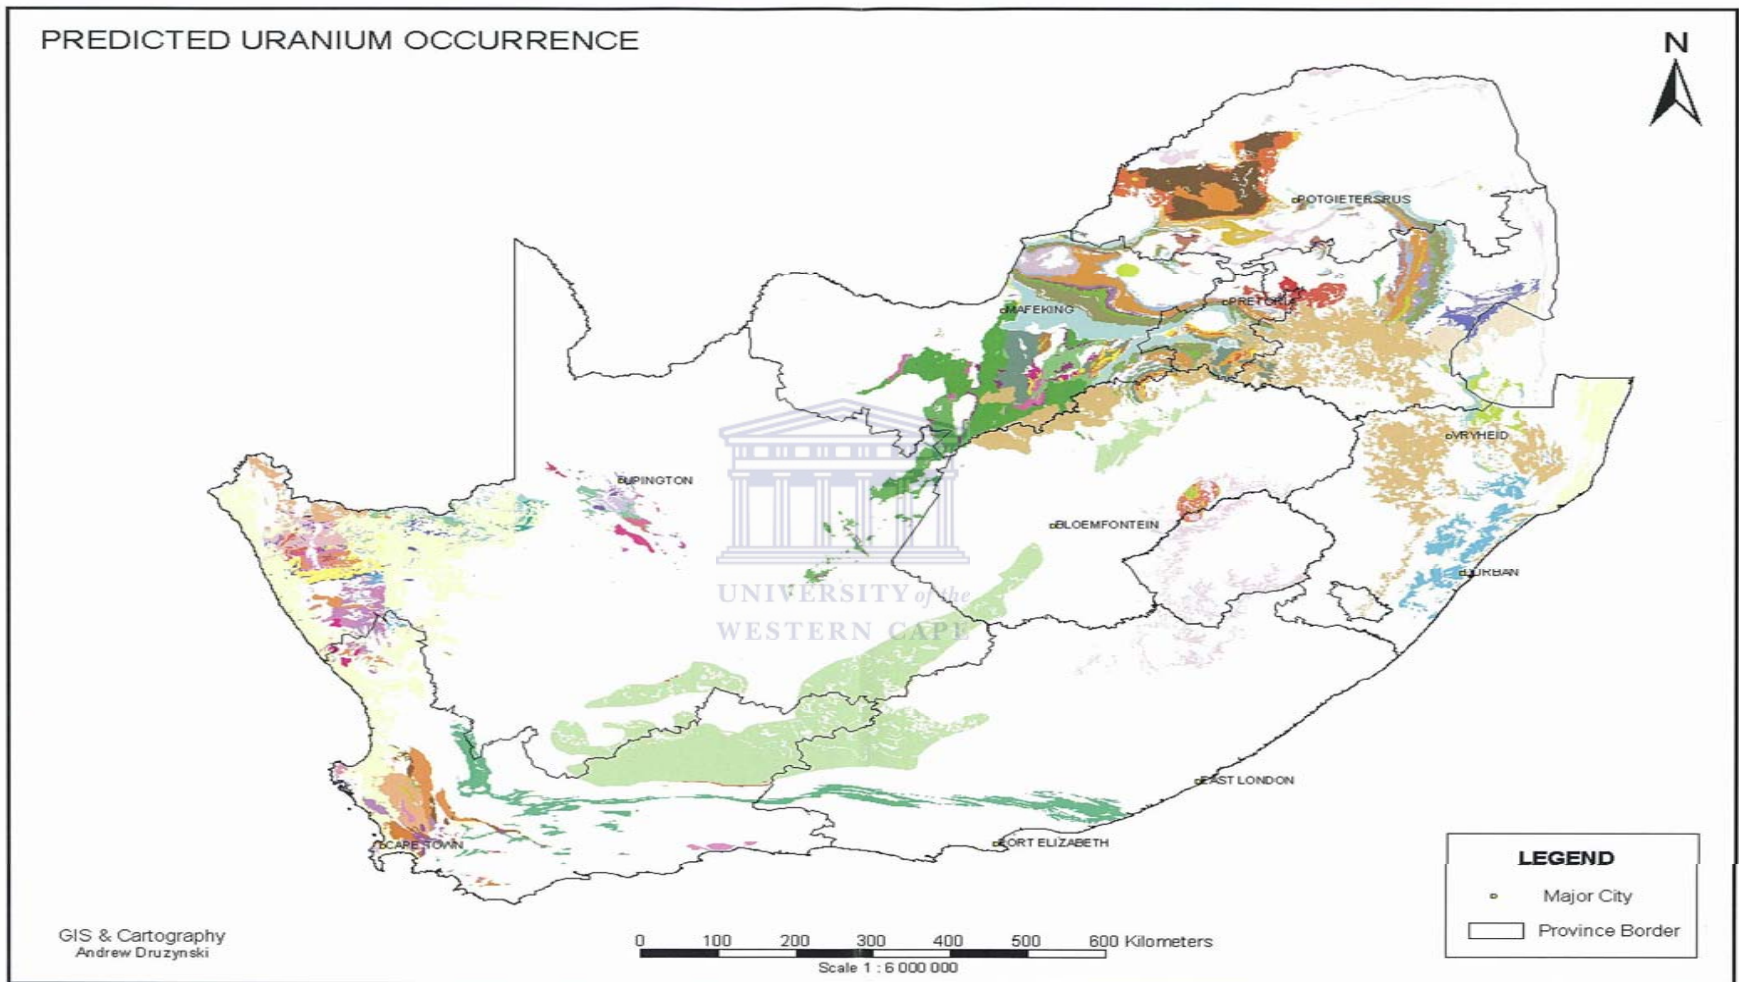 PREDICTED URANIUM OCCURRENCE
N
POTGIETERSRUS
PRETORIA
MAFEKING
VRYHEID
UPINGTON
BLOEMFONTEIN
DURBAN
UNIVERSITY of the
WESTERN CAPE
EAST LONDON
CAPE TOWN
PORT ELIZABETH
LEGEND
Major City
Province Border
GIS & Cartography
Andrew Druzynski
0 100 200 300 400 500 600 Kilometers
Scale 1 : 6 000 000